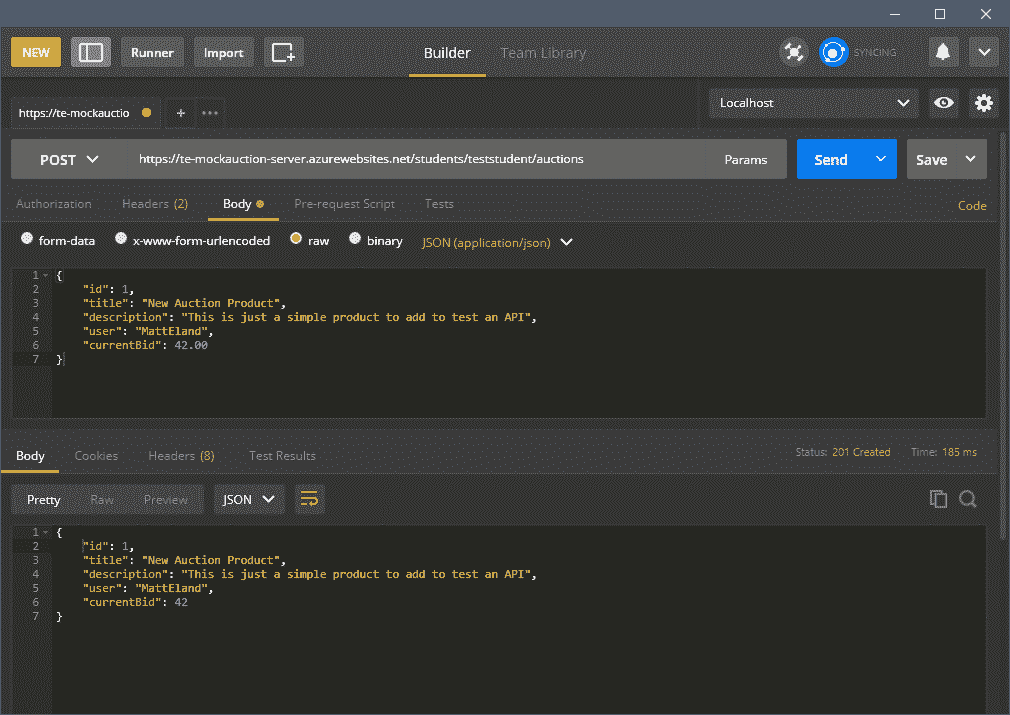 NEW Runner Import Builder Team Library SYNCING
https://te-mockauctio + ••• Localhost
POST https://te-mockauction-server.azurewebsites.net/students/teststudent/auctions Params Send Save
Authorization Headers (2) Body Pre-request Script Tests Code
form-data x-www-form-urlencoded raw binary JSON (application/json)
1 {
2 "id": 1,
3 "title": "New Auction Product",
4 "description": "This is just a simple product to add to test an API",
5 "user": "MattEland",
6 "currentBid": 42.00
7 }
Body Cookies Headers (8) Test Results Status: 201 Created Time: 185 ms
Pretty Raw Preview JSON
1 {
2 "id": 1,
3 "title": "New Auction Product",
4 "description": "This is just a simple product to add to test an API",
5 "user": "MattEland",
6 "currentBid": 42
7 }